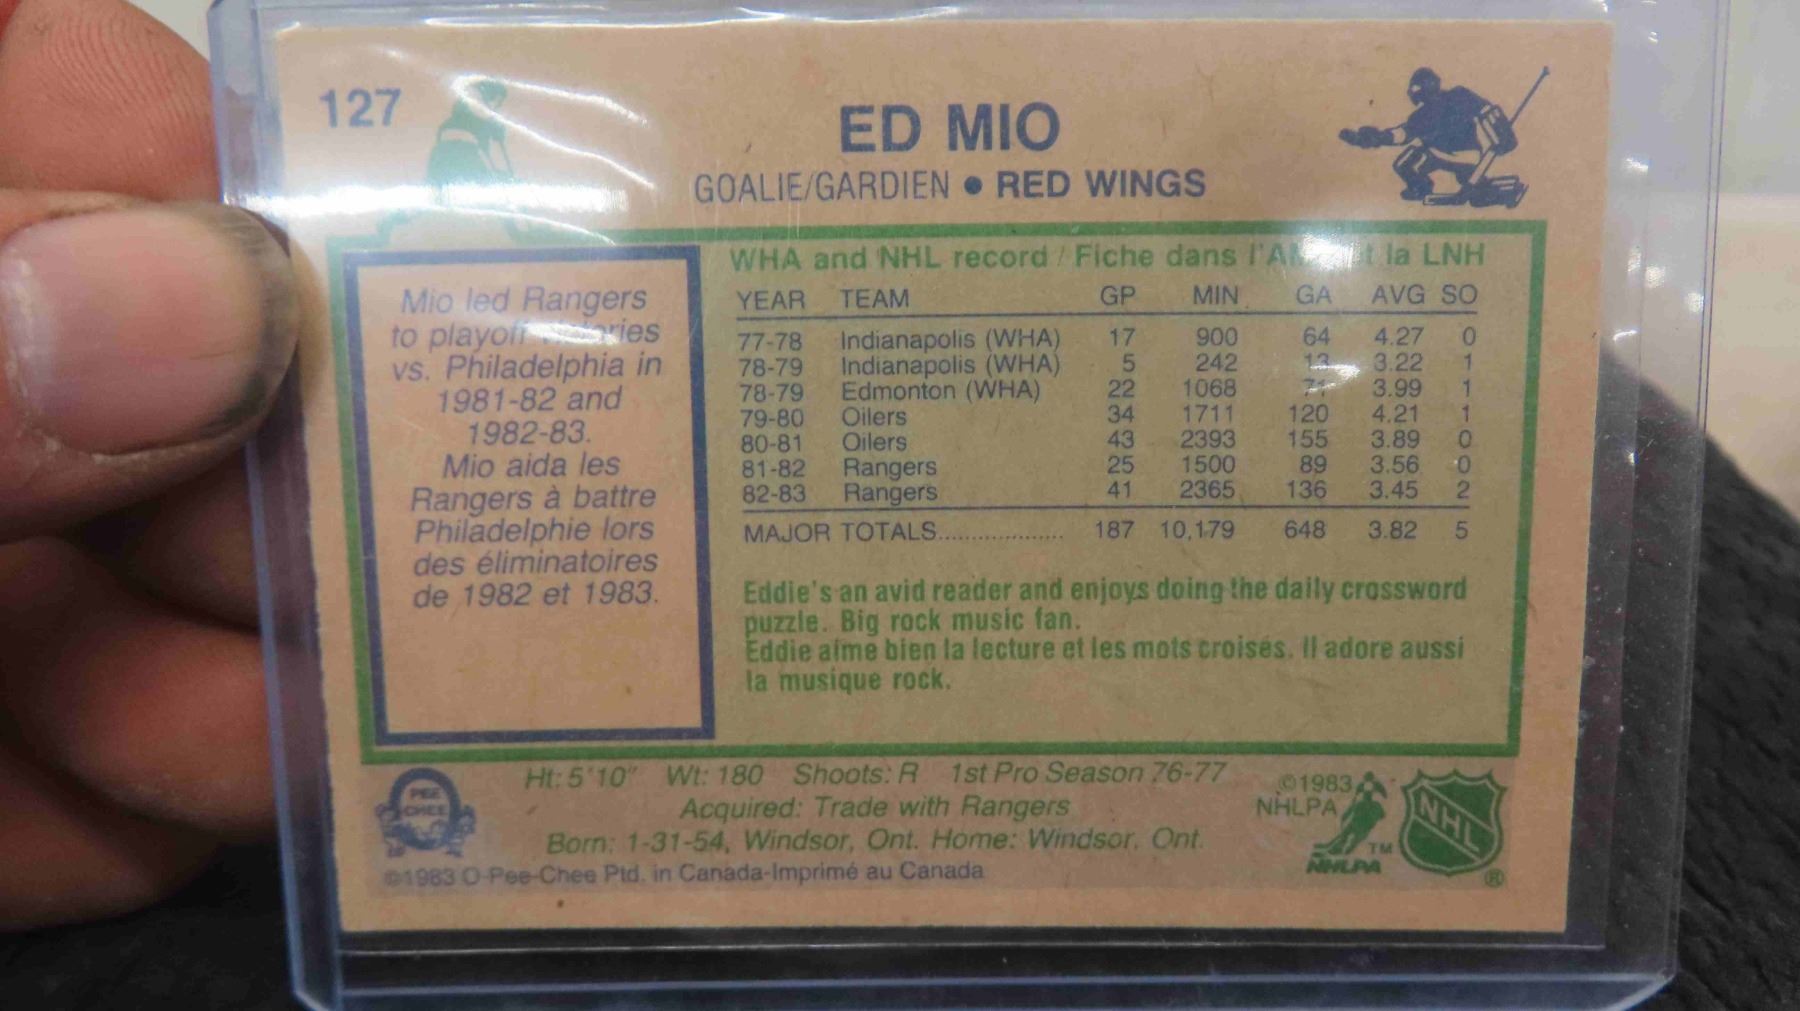 127
ED MIO
GOALIE/GARDIEN • RED WINGS
Mio led Rangers
to playoff
vs. Philadelphia in
1981-82 and
1982-83.
Mio aida les
Rangers à battre
Philadelphie lors
des éliminatoires
de 1982 et 1983.
WHA and NHL record / Fiche dans l' la LNH
YEAR TEAM GP MIN GA AVG SO
77-78 Indianapolis (WHA) 17 900 64 4.27 0
78-79 Indianapolis (WHA) 5 242 13 3.22 1
78-79 Edmonton (WHA) 22 1068 71 3.99 1
79-80 Oilers 34 1711 120 4.21 1
80-81 Oilers 43 2393 155 3.89 0
81-82 Rangers 25 1500 89 3.56 0
82-83 Rangers 41 2365 136 3.45 2
MAJOR TOTALS................... 187 10,179 648 3.82 5
Eddie's an avid reader and enjoys doing the daily crossword
puzzle. Big rock music fan.
Eddie aime bien la lecture et les mots croisés. Il adore aussi
la musique rock.
Ht: 5'10" Wt: 180 Shoots: R 1st Pro Season 76-77
Acquired: Trade with Rangers
Born: 1-31-54, Windsor, Ont. Home: Windsor, Ont.
©1983 O-Pee-Chee Ptd. in Canada-Imprimé au Canada
PEE
CHEE
©1983
NHLPA
TM
NHLPA
NHL
®